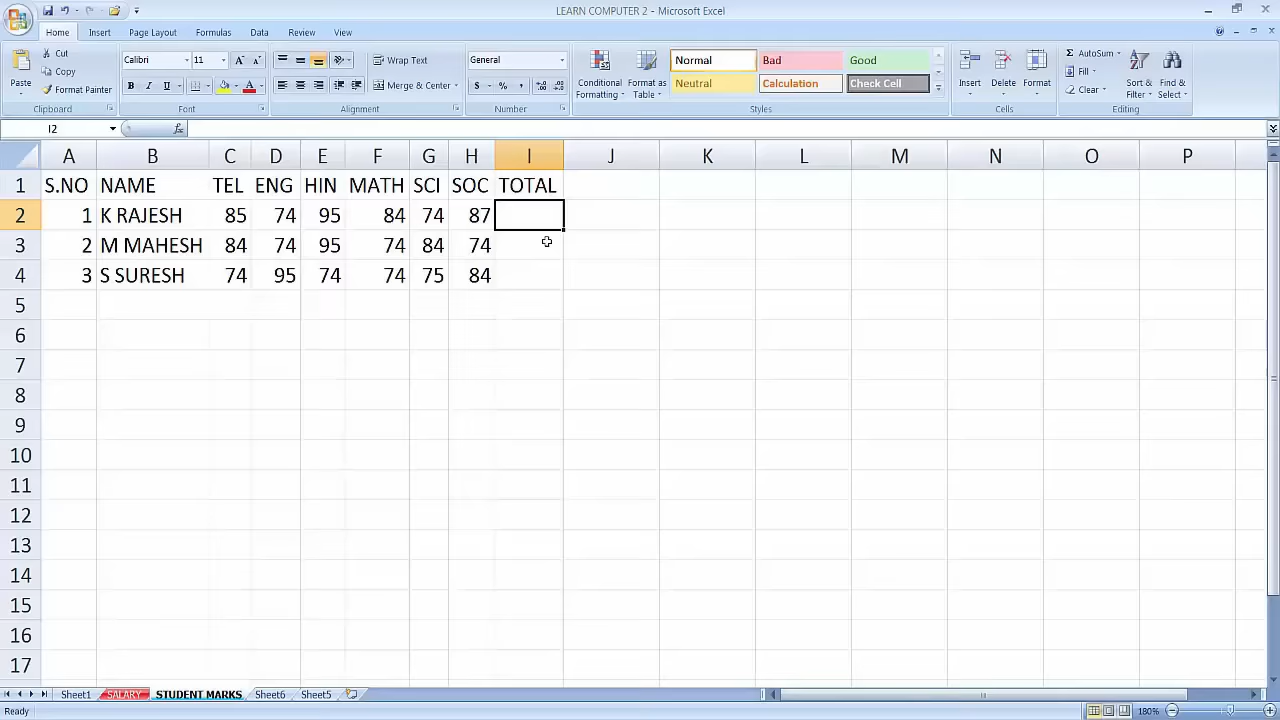 LEARN COMPUTER 2 - Microsoft Excel
Home Insert Page Layout Formulas Data Review View
Paste Cut Copy Format Painter Clipboard
Calibri 11 A A B I U A Font
Wrap Text Merge & Center Alignment
General $ % , Number
Conditional Formatting Format as Table Normal Bad Good Neutral Calculation Check Cell Styles
Insert Delete Format Cells
Σ AutoSum Fill Clear Sort & Filter Find & Select Editing
I2 fx
A B C D E F G H I J K L M N O P
1 S.NO NAME TEL ENG HIN MATH SCI SOC TOTAL
2 1 K RAJESH 85 74 95 84 74 87
3 2 M MAHESH 84 74 95 74 84 74
4 3 S SURESH 74 95 74 74 75 84
5
6
7
8
9
10
11
12
13
14
15
16
17
Sheet1 SALARY STUDENT MARKS Sheet6 Sheet5
Ready 180%